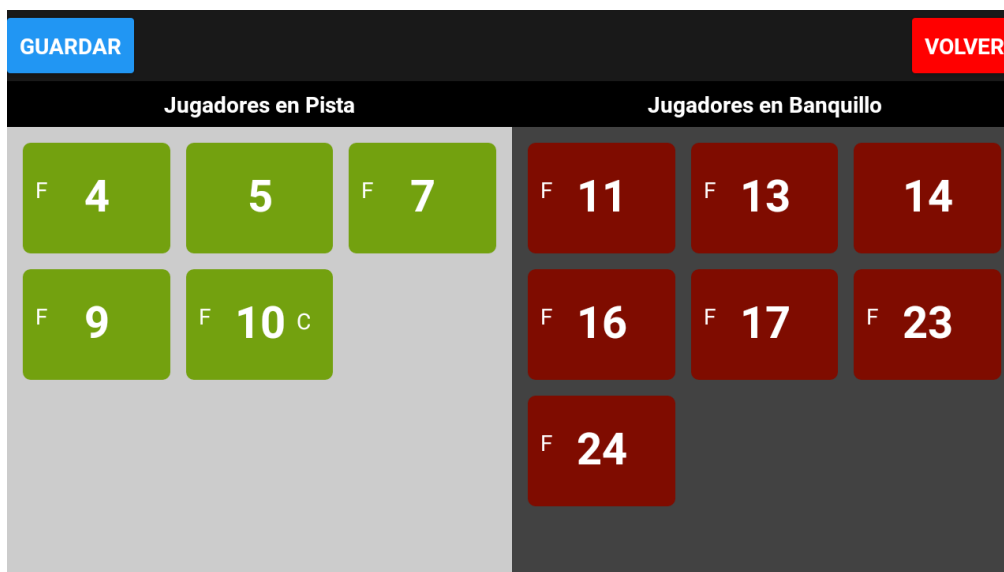 GUARDAR VOLVER
Jugadores en Pista
F 4 5 F 7
F 9 F 10 C
Jugadores en Banquillo
F 11 F 13 14
F 16 F 17 F 23
F 24